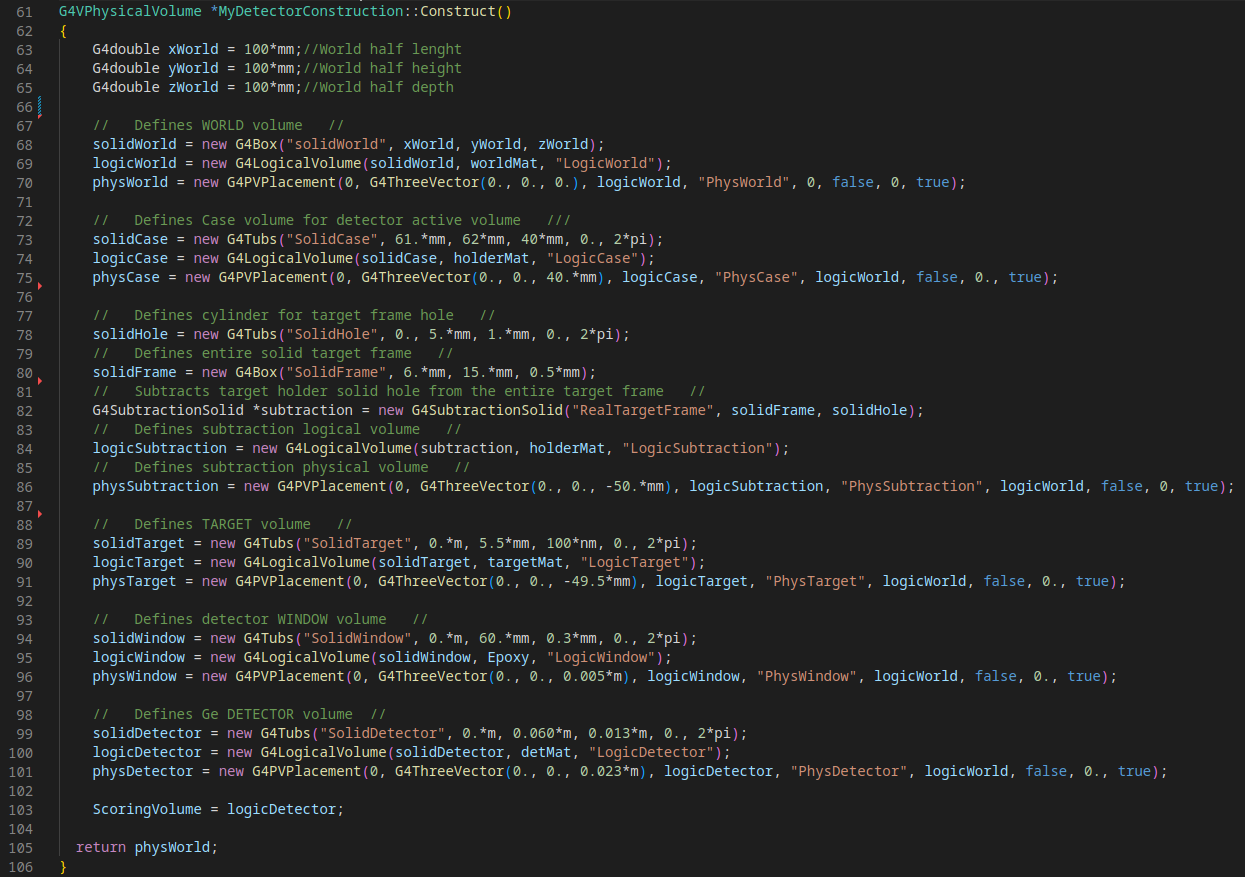 61 G4VPhysicalVolume *MyDetectorConstruction::Construct()
62 {
63     G4double xWorld = 100*mm;//World half lenght
64     G4double yWorld = 100*mm;//World half height
65     G4double zWorld = 100*mm;//World half depth
66
67     //   Defines WORLD volume   //
68     solidWorld = new G4Box("solidWorld", xWorld, yWorld, zWorld);
69     logicWorld = new G4LogicalVolume(solidWorld, worldMat, "LogicWorld");
70     physWorld = new G4PVPlacement(0, G4ThreeVector(0., 0., 0.), logicWorld, "PhysWorld", 0, false, 0, true);
71
72     //   Defines Case volume for detector active volume   ///
73     solidCase = new G4Tubs("SolidCase", 61.*mm, 62*mm, 40*mm, 0., 2*pi);
74     logicCase = new G4LogicalVolume(solidCase, holderMat, "LogicCase");
75     physCase = new G4PVPlacement(0, G4ThreeVector(0., 0., 40.*mm), logicCase, "PhysCase", logicWorld, false, 0., true);
76
77     //   Defines cylinder for target frame hole   //
78     solidHole = new G4Tubs("SolidHole", 0., 5.*mm, 1.*mm, 0., 2*pi);
79     //   Defines entire solid target frame   //
80     solidFrame = new G4Box("SolidFrame", 6.*mm, 15.*mm, 0.5*mm);
81     //   Subtracts target holder solid hole from the entire target frame   //
82     G4SubtractionSolid *subtraction = new G4SubtractionSolid("RealTargetFrame", solidFrame, solidHole);
83     //   Defines subtraction logical volume   //
84     logicSubtraction = new G4LogicalVolume(subtraction, holderMat, "LogicSubtraction");
85     //   Defines subtraction physical volume   //
86     physSubtraction = new G4PVPlacement(0, G4ThreeVector(0., 0., -50.*mm), logicSubtraction, "PhysSubtraction", logicWorld, false, 0, true);
87
88     //   Defines TARGET volume   //
89     solidTarget = new G4Tubs("SolidTarget", 0.*m, 5.5*mm, 100*nm, 0., 2*pi);
90     logicTarget = new G4LogicalVolume(solidTarget, targetMat, "LogicTarget");
91     physTarget = new G4PVPlacement(0, G4ThreeVector(0., 0., -49.5*mm), logicTarget, "PhysTarget", logicWorld, false, 0., true);
92
93     //   Defines detector WINDOW volume   //
94     solidWindow = new G4Tubs("SolidWindow", 0.*m, 60.*mm, 0.3*mm, 0., 2*pi);
95     logicWindow = new G4LogicalVolume(solidWindow, Epoxy, "LogicWindow");
96     physWindow = new G4PVPlacement(0, G4ThreeVector(0., 0., 0.005*m), logicWindow, "PhysWindow", logicWorld, false, 0., true);
97
98     //   Defines Ge DETECTOR volume  //
99     solidDetector = new G4Tubs("SolidDetector", 0.*m, 0.060*m, 0.013*m, 0., 2*pi);
100     logicDetector = new G4LogicalVolume(solidDetector, detMat, "LogicDetector");
101     physDetector = new G4PVPlacement(0, G4ThreeVector(0., 0., 0.023*m), logicDetector, "PhysDetector", logicWorld, false, 0., true);
102
103     ScoringVolume = logicDetector;
104
105   return physWorld;
106 }